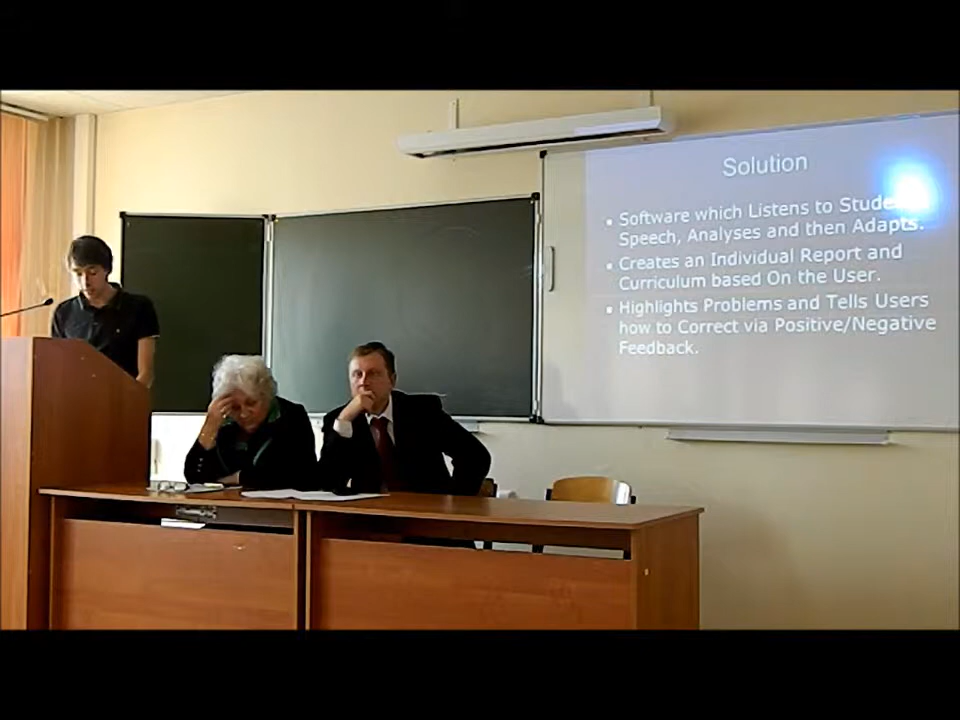 Solution
• Software which Listens to Stude
Speech, Analyses and then Adapts.
• Creates an Individual Report and
Curriculum based On the User.
• Highlights Problems and Tells Users
how to Correct via Positive/Negative
Feedback.